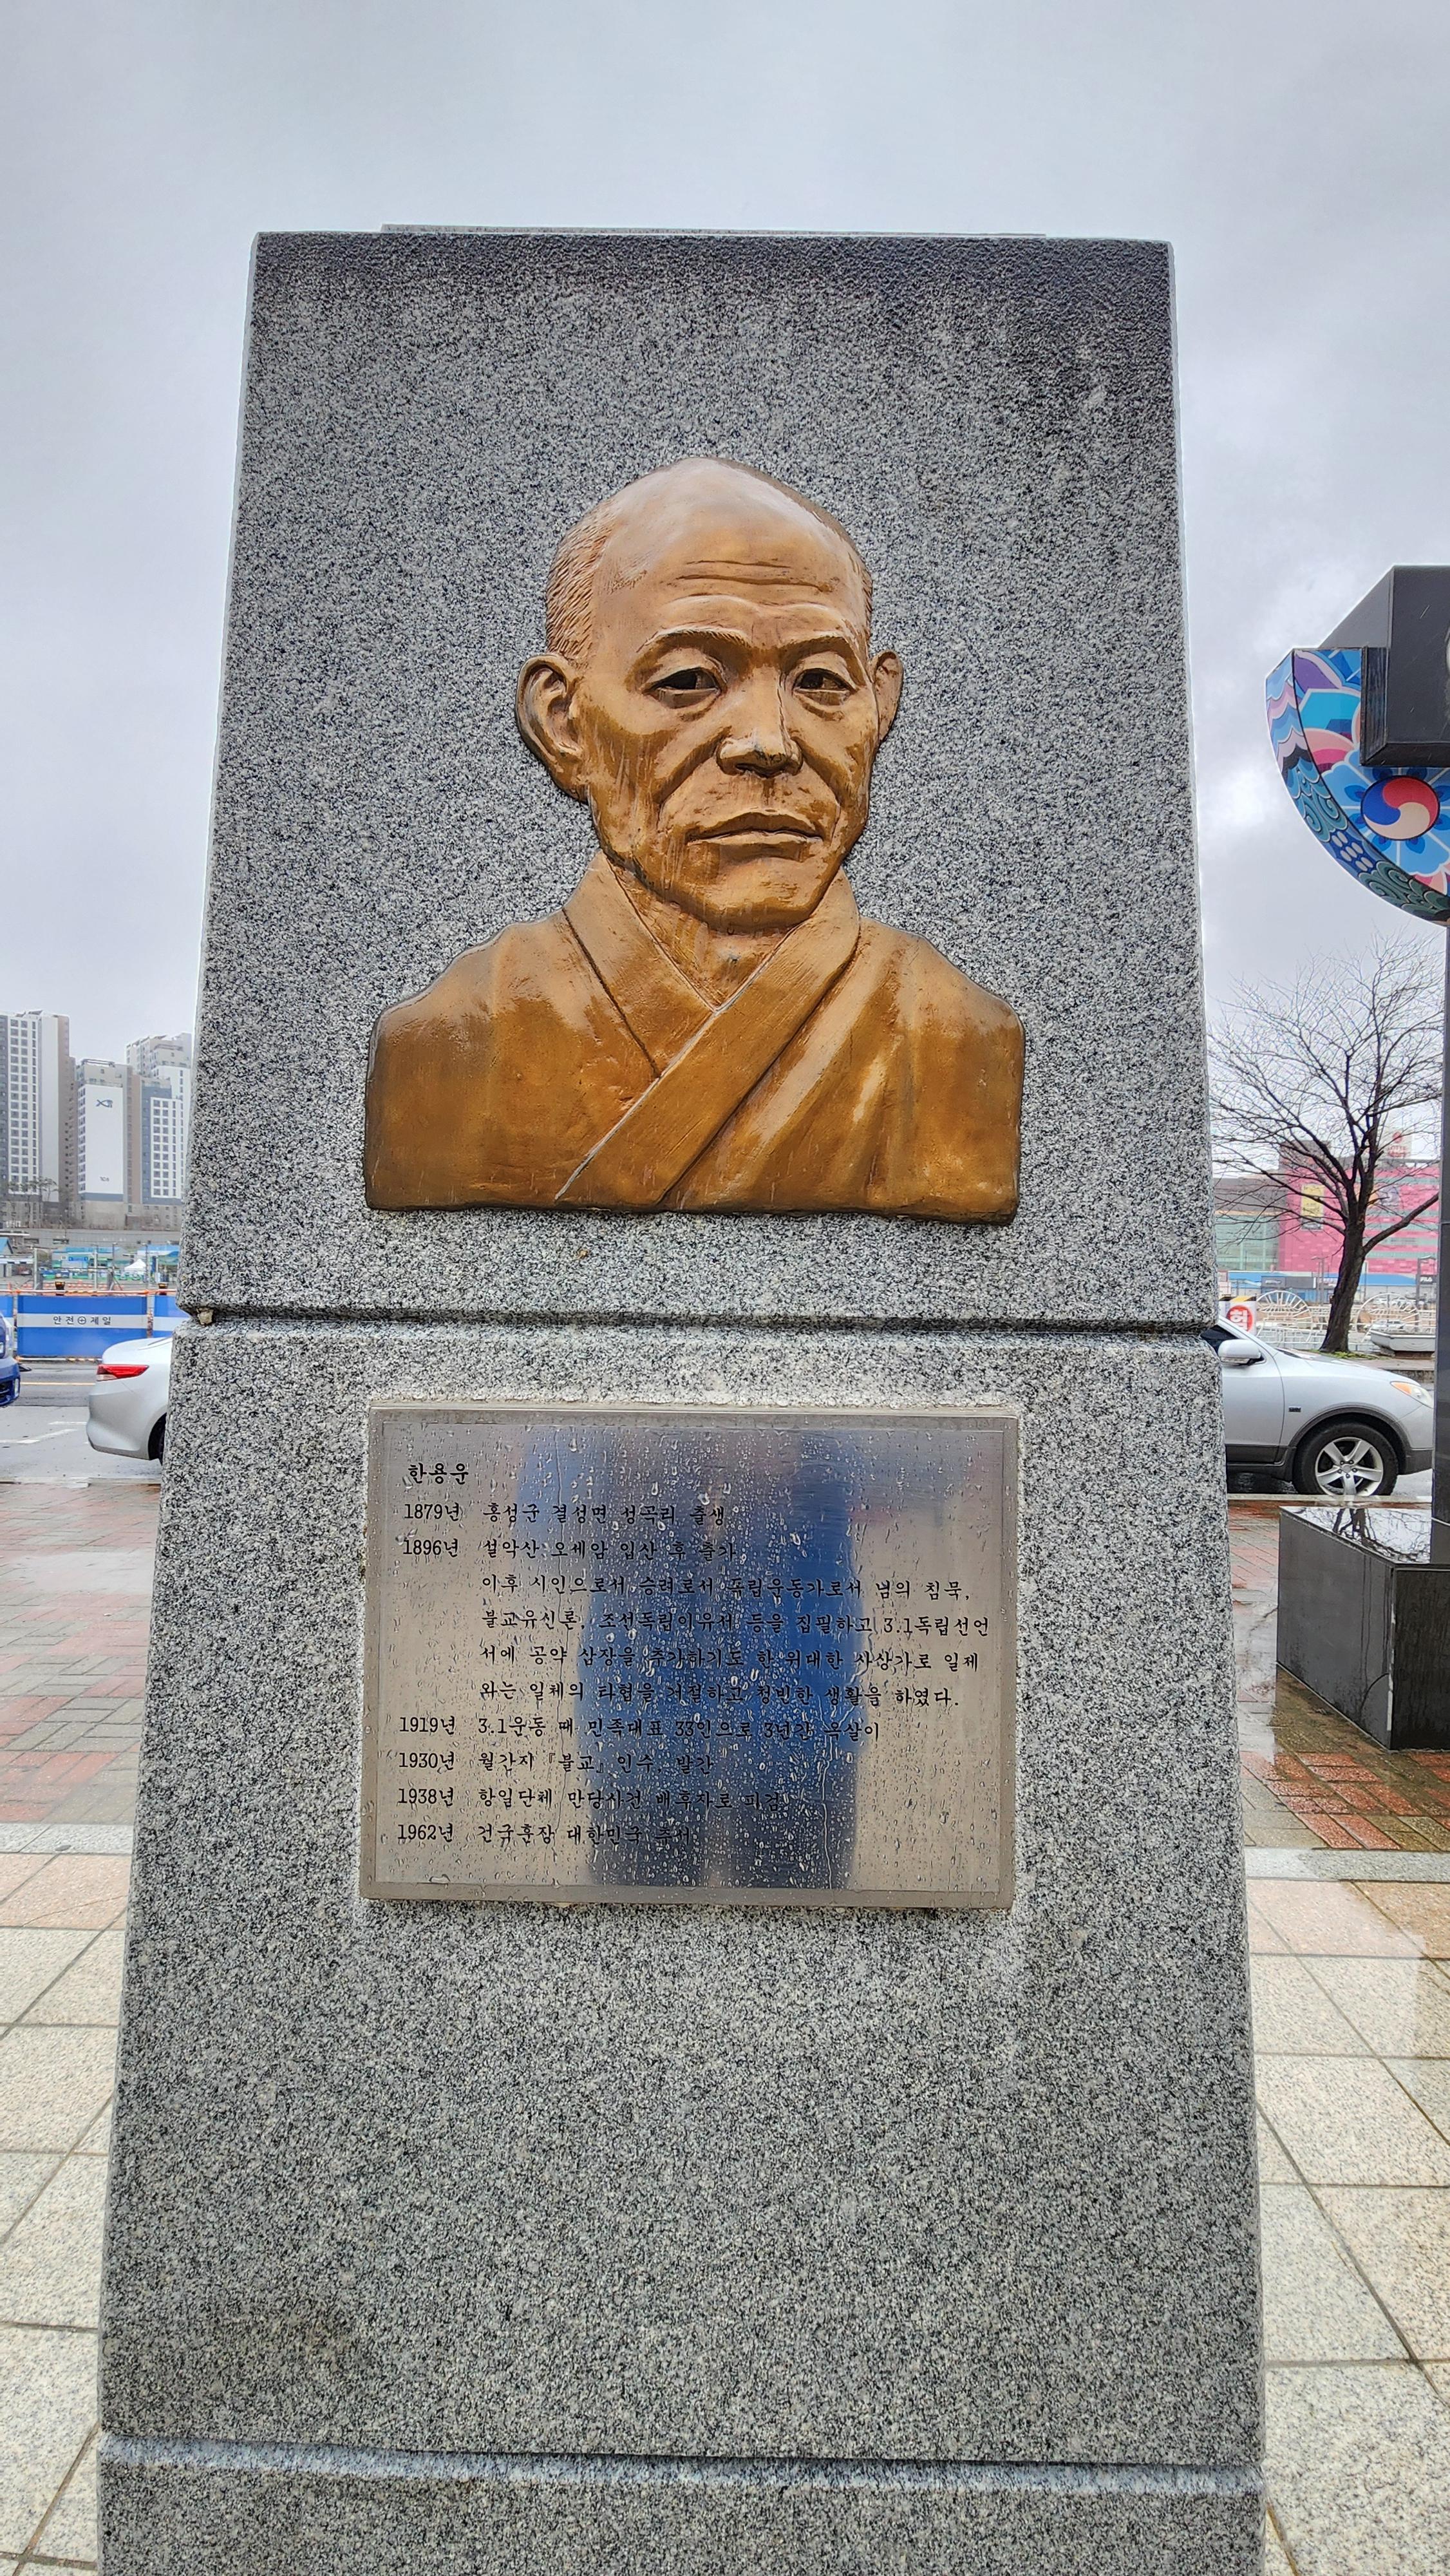 한용운
1879년 홍성군 결성면 성곡리 출생
1896년 설악산 오세암 입산 후 출가
이후 시인으로서 승려로서 독립운동가로서 님의 침묵,
불교유신론, 조선독립이유서 등을 집필하고 3.1독립선언
서에 공약 삼장을 추가하기도 한 위대한 사상가로 일제
와는 일체의 타협을 거절하고 청빈한 생활을 하였다.
1919년 3.1운동 때 민족대표 33인으로 3년간 옥살이
1930년 월간지 『불교』 인수, 발간
1938년 항일단체 만당사건 배후자로 피검
1962년 건국훈장 대한민국 추서
안전 제일